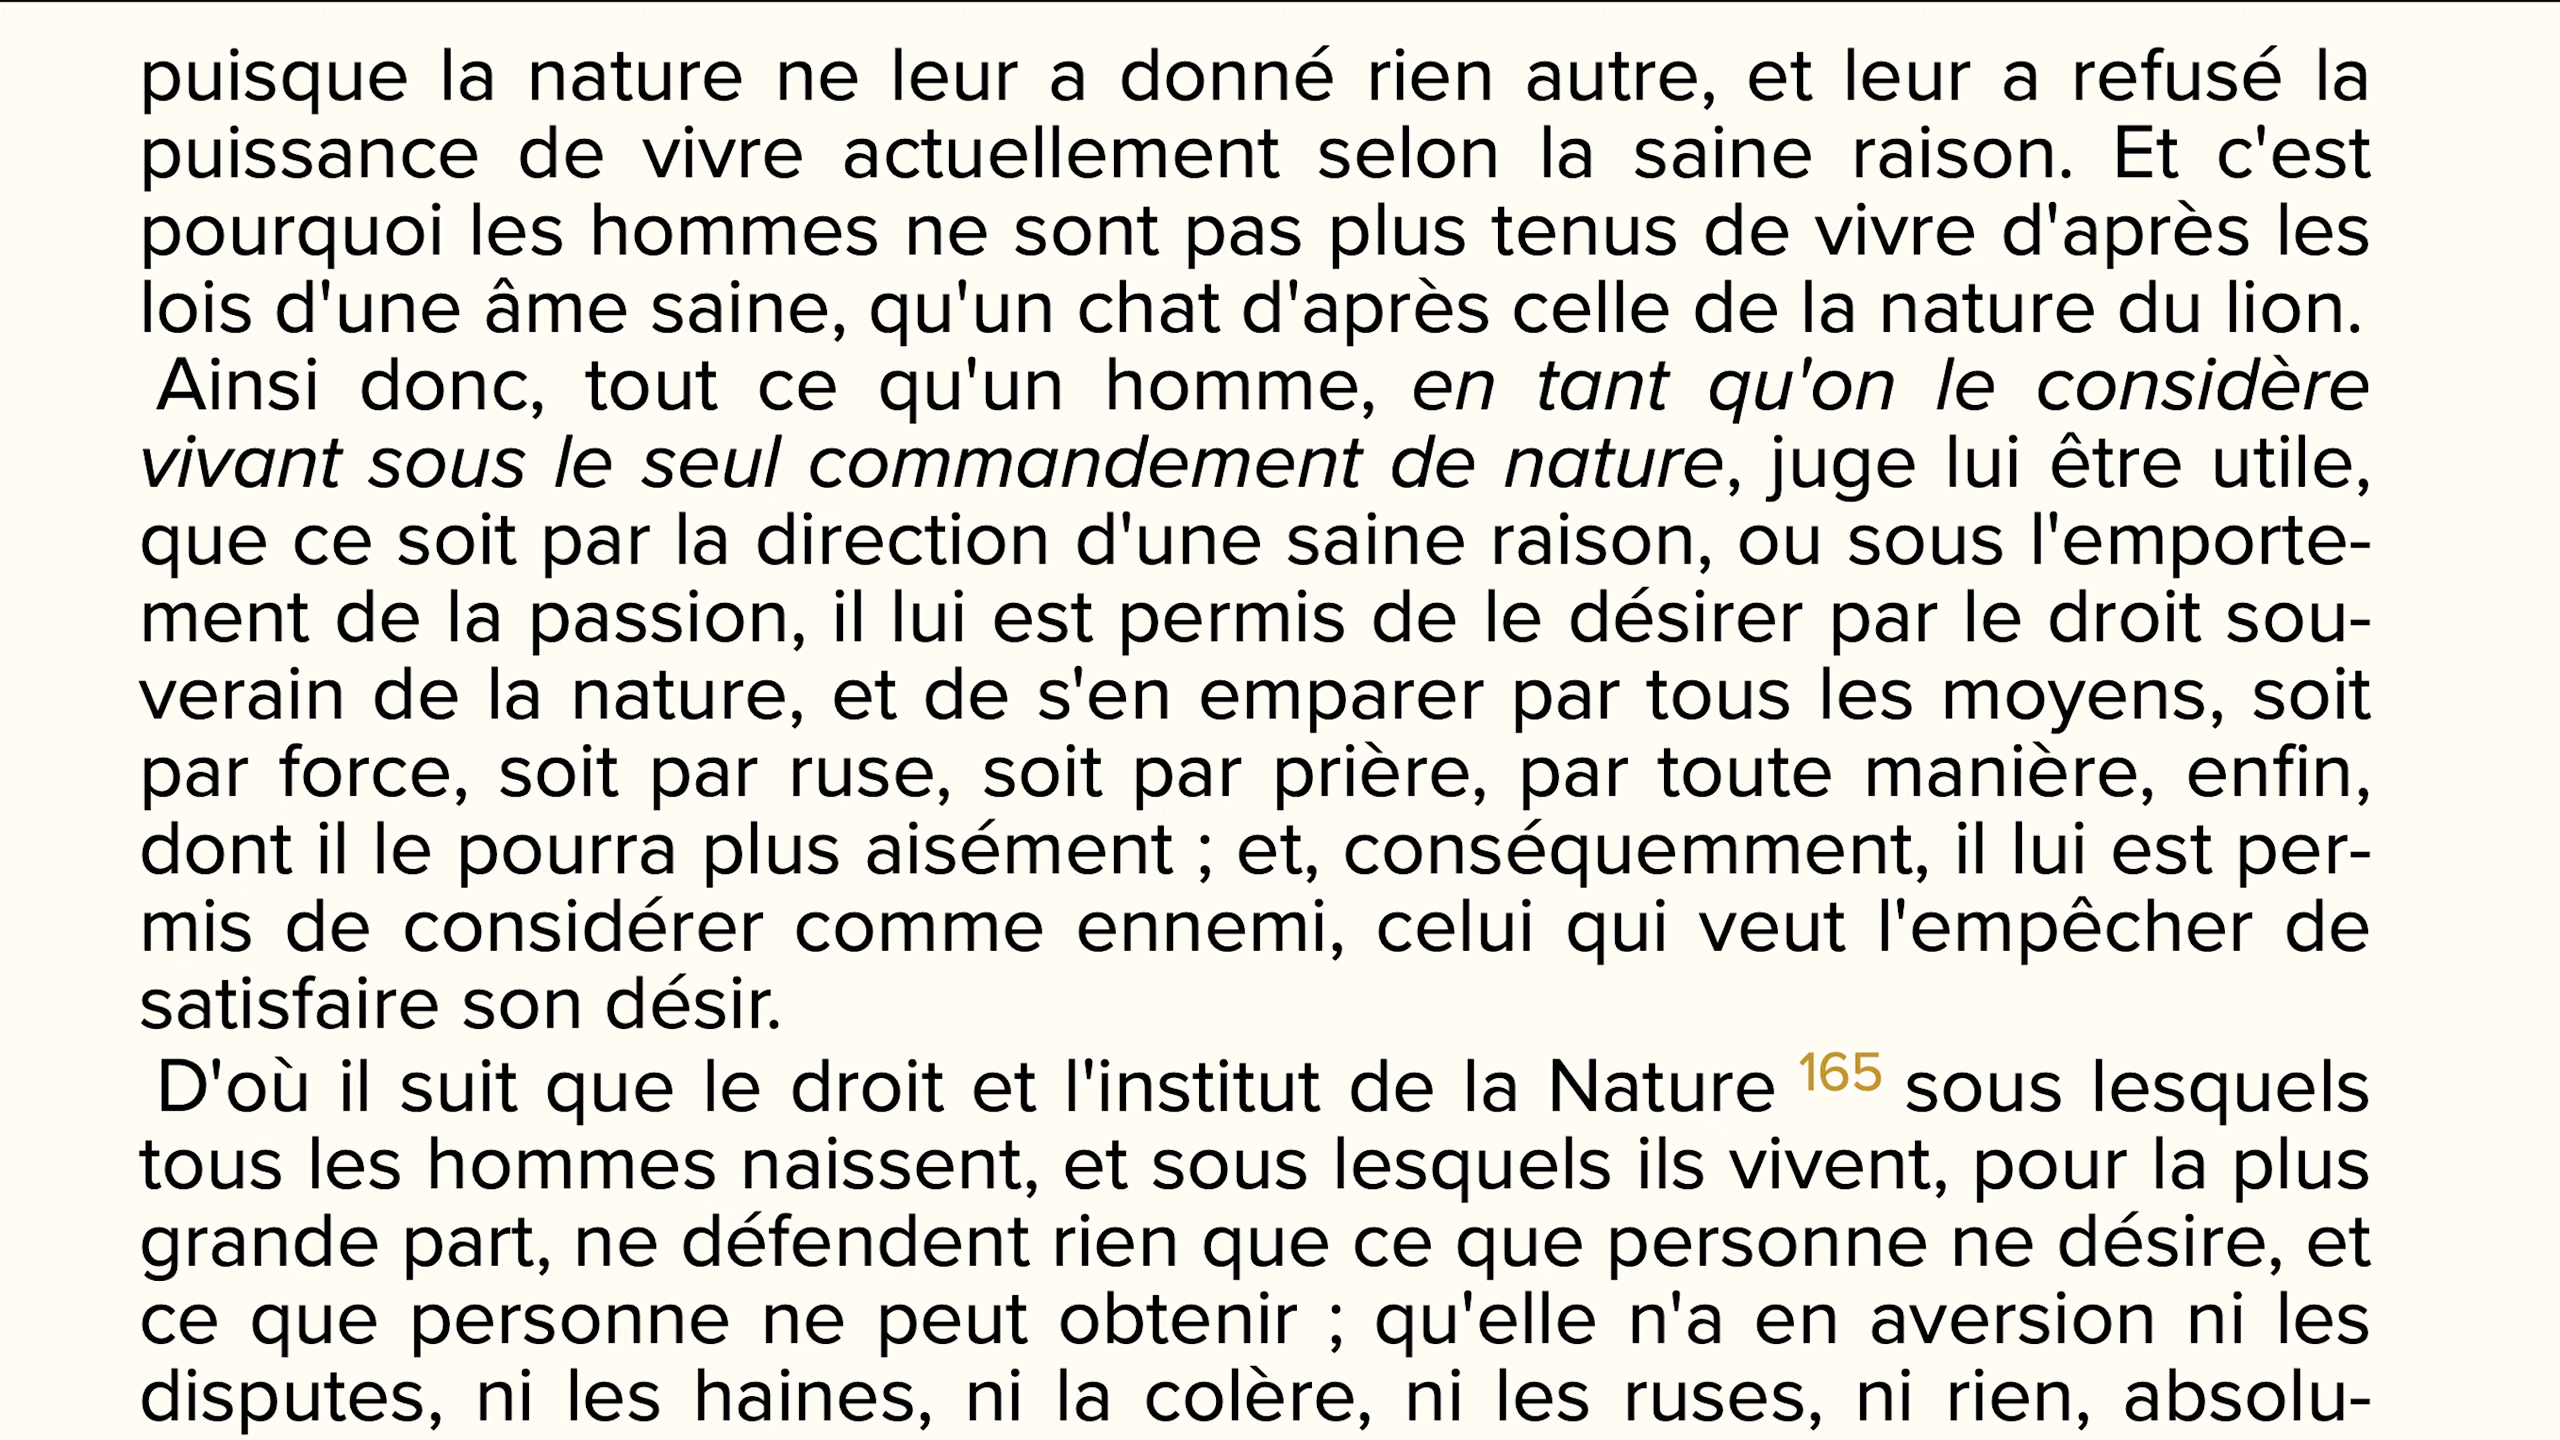 puisque la nature ne leur a donné rien autre, et leur a refusé la
puissance de vivre actuellement selon la saine raison. Et c'est
pourquoi les hommes ne sont pas plus tenus de vivre d'après les
lois d'une âme saine, qu'un chat d'après celle de la nature du lion.
Ainsi donc, tout ce qu'un homme, en tant qu'on le considère
vivant sous le seul commandement de nature, juge lui être utile,
que ce soit par la direction d'une saine raison, ou sous l'emporte-
ment de la passion, il lui est permis de le désirer par le droit sou-
verain de la nature, et de s'en emparer par tous les moyens, soit
par force, soit par ruse, soit par prière, par toute manière, enfin,
dont il le pourra plus aisément ; et, conséquemment, il lui est per-
mis de considérer comme ennemi, celui qui veut l'empêcher de
satisfaire son désir.
D'où il suit que le droit et l'institut de la Nature 165 sous lesquels
tous les hommes naissent, et sous lesquels ils vivent, pour la plus
grande part, ne défendent rien que ce que personne ne désire, et
ce que personne ne peut obtenir ; qu'elle n'a en aversion ni les
disputes, ni les haines, ni la colère, ni les ruses, ni rien, absolu-